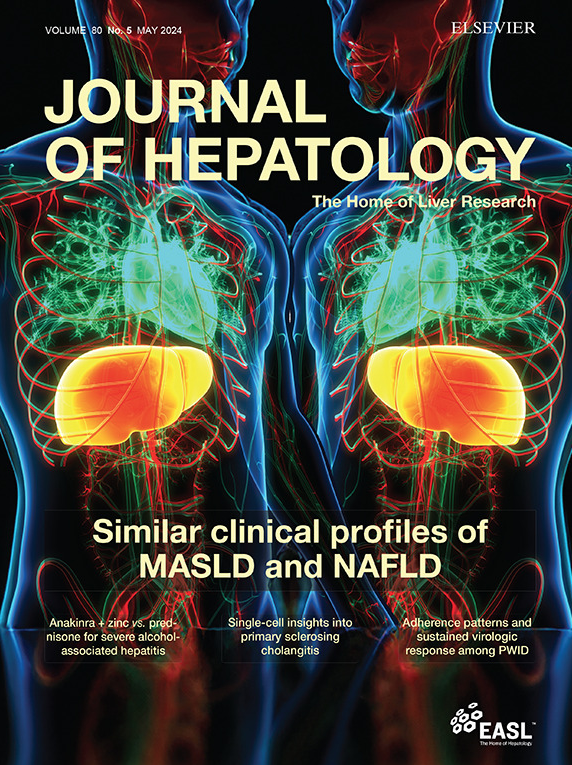 VOLUME 80 No. 5 MAY 2024
ELSEVIER
JOURNAL
OF HEPATOLOGY
The Home of Liver Research
Similar clinical profiles of
MASLD and NAFLD
Anakinra + zinc vs. pred-
nisone for severe alcohol-
associated hepatitis
Single-cell insights into
primary sclerosing
cholangitis
Adherence patterns and
sustained virologic
response among PWID
EASL™
The Home of Hepatology